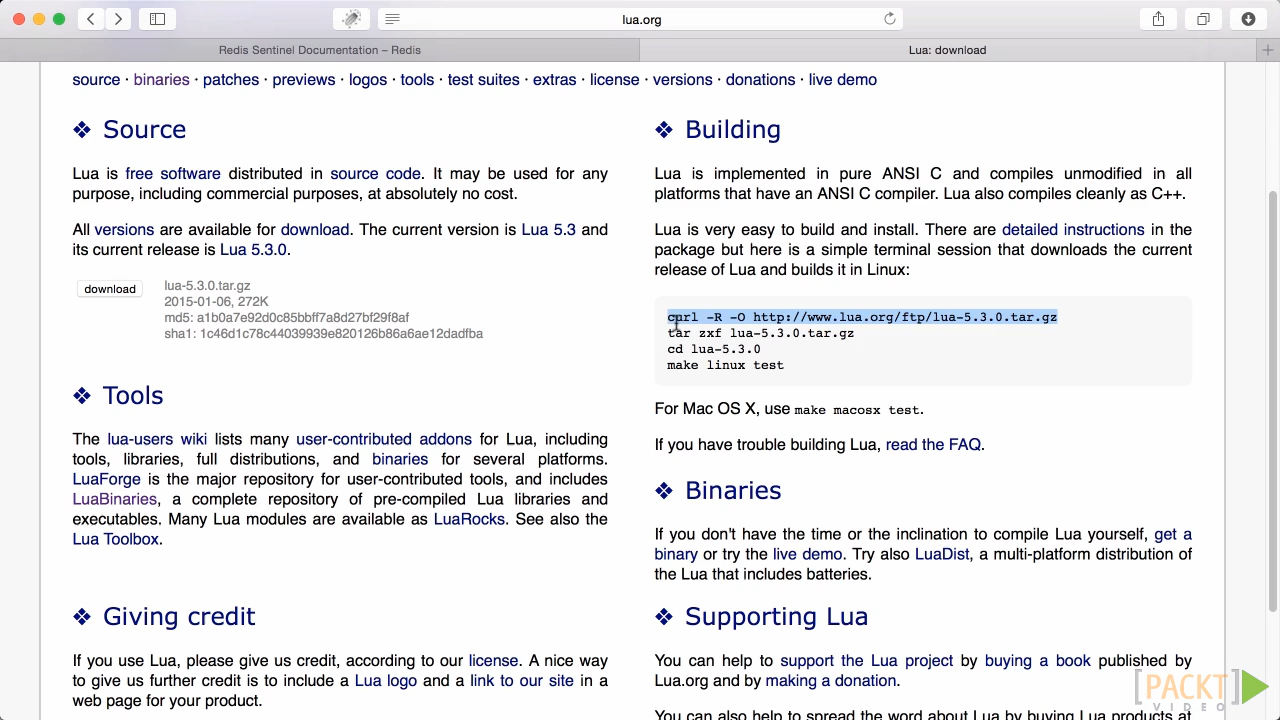 lua.org
Redis Sentinel Documentation – Redis
Lua: download
source · binaries · patches · previews · logos · tools · test suites · extras · license · versions · donations · live demo
❖ Source
Lua is free software distributed in source code. It may be used for any
purpose, including commercial purposes, at absolutely no cost.
All versions are available for download. The current version is Lua 5.3 and
its current release is Lua 5.3.0.
download
lua-5.3.0.tar.gz
2015-01-06, 272K
md5: a1b0a7e92d0c85bbff7a8d27bf29f8af
sha1: 1c46d1c78c44039939e820126b86a6ae12dadfba
❖ Tools
The lua-users wiki lists many user-contributed addons for Lua, including
tools, libraries, full distributions, and binaries for several platforms.
LuaForge is the major repository for user-contributed tools, and includes
LuaBinaries, a complete repository of pre-compiled Lua libraries and
executables. Many Lua modules are available as LuaRocks. See also the
Lua Toolbox.
❖ Giving credit
If you use Lua, please give us credit, according to our license. A nice way
to give us further credit is to include a Lua logo and a link to our site in a
web page for your product.
❖ Building
Lua is implemented in pure ANSI C and compiles unmodified in all
platforms that have an ANSI C compiler. Lua also compiles cleanly as C++.
Lua is very easy to build and install. There are detailed instructions in the
package but here is a simple terminal session that downloads the current
release of Lua and builds it in Linux:
curl -R -O http://www.lua.org/ftp/lua-5.3.0.tar.gz
tar zxf lua-5.3.0.tar.gz
cd lua-5.3.0
make linux test
For Mac OS X, use make macosx test.
If you have trouble building Lua, read the FAQ.
❖ Binaries
If you don't have the time or the inclination to compile Lua yourself, get a
binary or try the live demo. Try also LuaDist, a multi-platform distribution of
the Lua that includes batteries.
❖ Supporting Lua
You can help to support the Lua project by buying a book published by
Lua.org and by making a donation.
You can also help to spread the word about Lua by buying Lua products at
[PACKT]
VIDEO